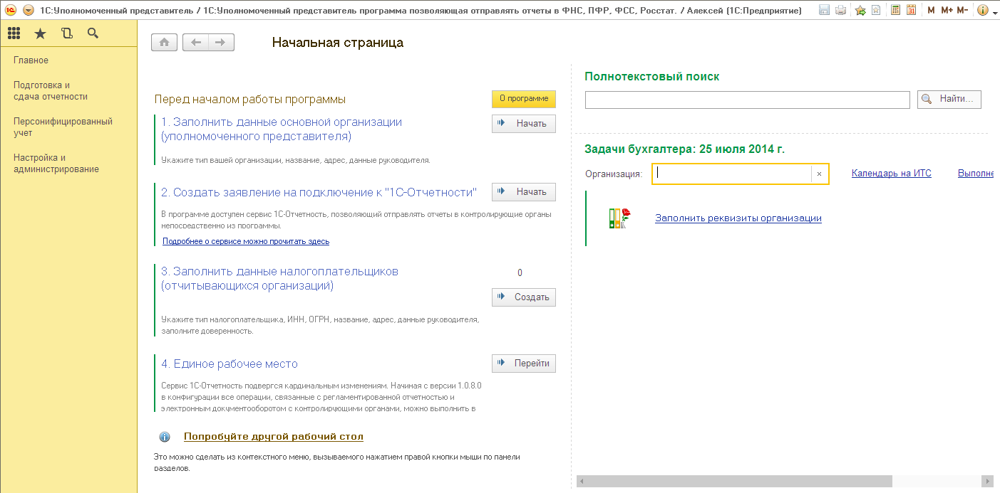 1С:Уполномоченный представитель / 1С:Уполномоченный представитель программа позволяющая отправлять отчеты в ФНС, ПФР, ФСС, Росстат. / Алексей (1С:Предприятие)
31
M M+ M-
Главное
Подготовка и
сдача отчетности
Персонифицированный
учет
Настройка и
администрирование
Начальная страница
Перед началом работы программы
О программе
1. Заполнить данные основной организации
(уполномоченного представителя)
Начать
Укажите тип вашей организации, название, адрес, данные руководителя.
2. Создать заявление на подключение к "1С-Отчетности"
Начать
В программе доступен сервис 1С-Отчетность, позволяющий отправлять отчеты в контролирующие органы
непосредственно из программы.
Подробнее о сервисе можно прочитать здесь
3. Заполнить данные налогоплательщиков
(отчитывающихся организаций)
0
Создать
Укажите тип налогоплательщика, ИНН, ОГРН, название, адрес, данные руководителя,
заполните доверенность.
4. Единое рабочее место
Перейти
Сервис 1С-Отчетность подвергся кардинальным изменениям. Начиная с версии 1.0.8.0
в конфигурации все операции, связанные с регламентированной отчетностью и
электронным документооборотом с контролирующими органами, можно выполнить в
Попробуйте другой рабочий стол
Это можно сделать из контекстного меню, вызываемого нажатием правой кнопки мыши по панели
разделов.
Полнотекстовый поиск
Найти...
Задачи бухгалтера: 25 июля 2014 г.
Организация:
×
Календарь на ИТС
Выполне
Заполнить реквизиты организации